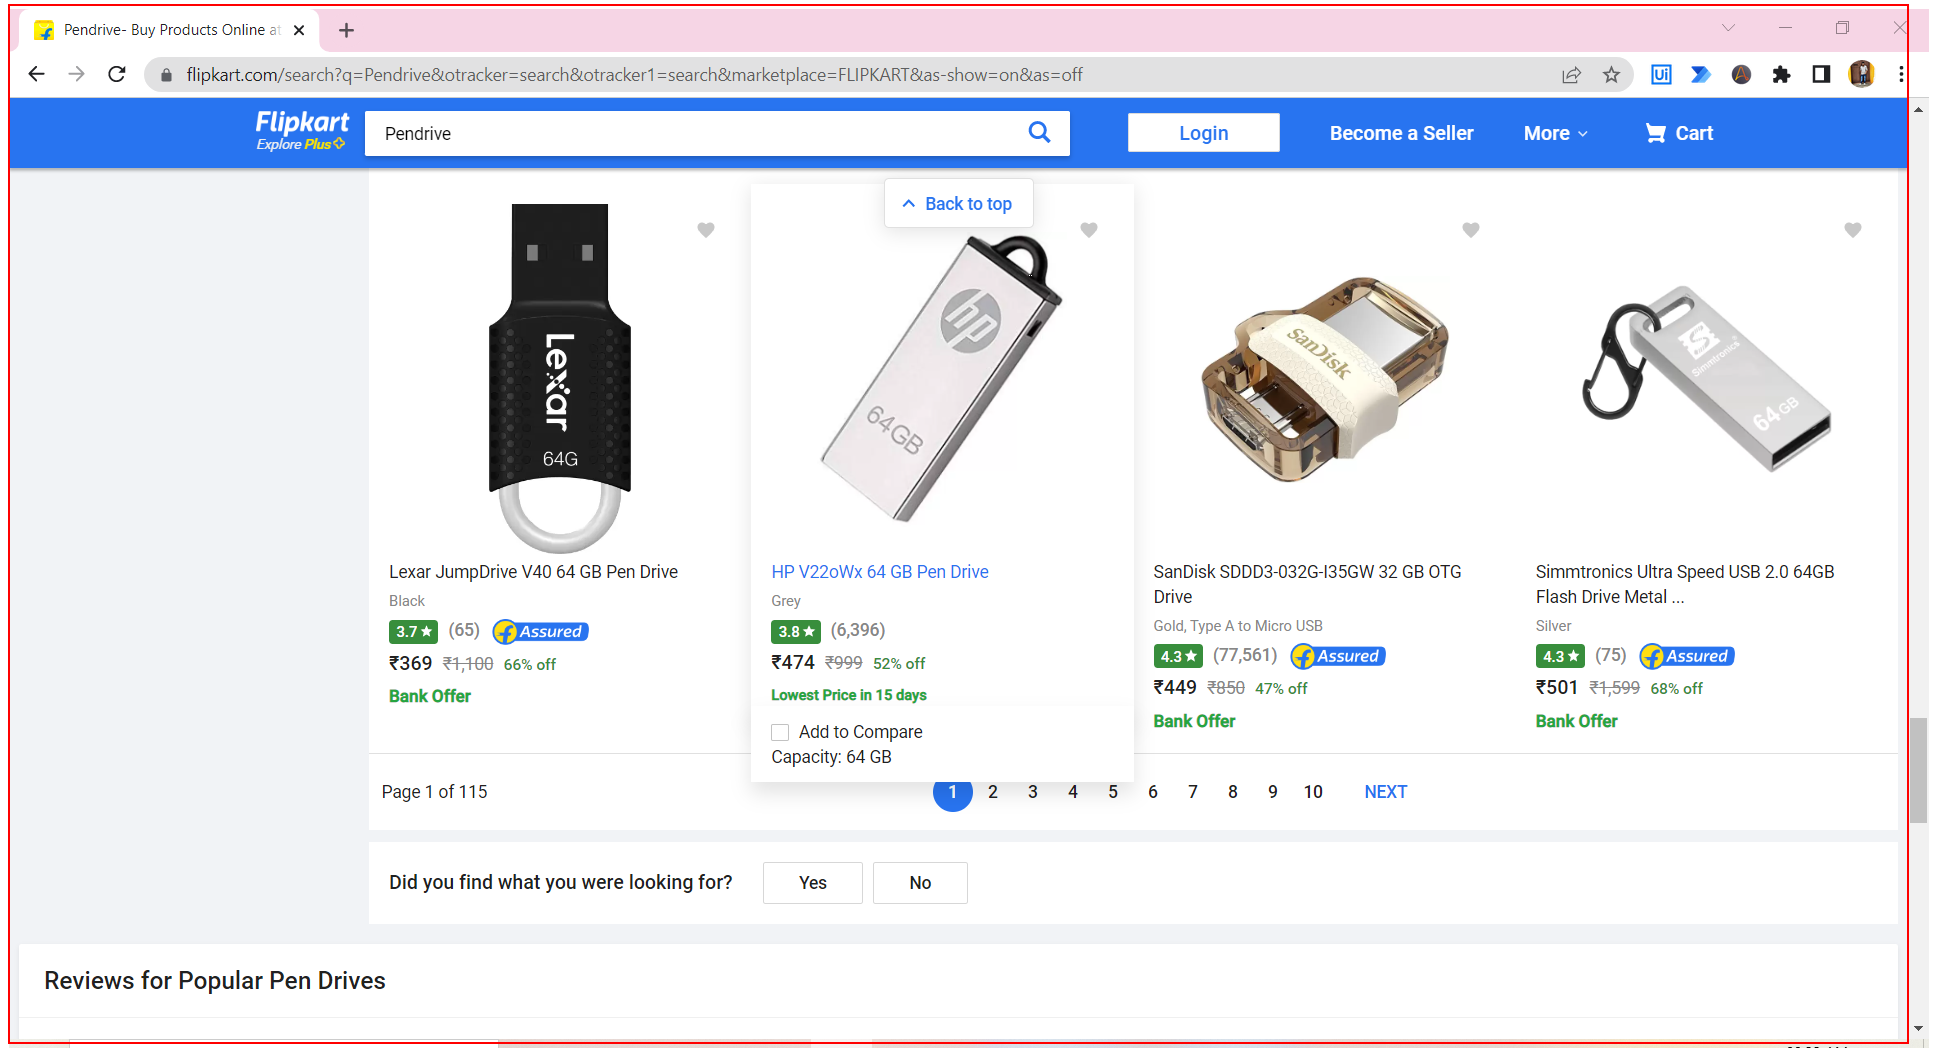 Pendrive- Buy Products Online at
flipkart.com/search?q=Pendrive&otracker=search&otracker1=search&marketplace=FLIPKART&as-show=on&as=off
Ui
Flipkart
Explore Plus
Pendrive
Login
Become a Seller
More
Cart
Back to top
Lexar
64G
hp
64GB
SanDisk
Simmtronics
64GB
Lexar JumpDrive V40 64 GB Pen Drive
Black
3.7★ (65) Assured
₹369 ₹1,100 66% off
Bank Offer
HP V22oWx 64 GB Pen Drive
Grey
3.8★ (6,396)
₹474 ₹999 52% off
Lowest Price in 15 days
Add to Compare
Capacity: 64 GB
SanDisk SDDD3-032G-I35GW 32 GB OTG
Drive
Gold, Type A to Micro USB
4.3★ (77,561) Assured
₹449 ₹850 47% off
Bank Offer
Simmtronics Ultra Speed USB 2.0 64GB
Flash Drive Metal ...
Silver
4.3★ (75) Assured
₹501 ₹1,599 68% off
Bank Offer
Page 1 of 115
1 2 3 4 5 6 7 8 9 10 NEXT
Did you find what you were looking for? Yes No
Reviews for Popular Pen Drives